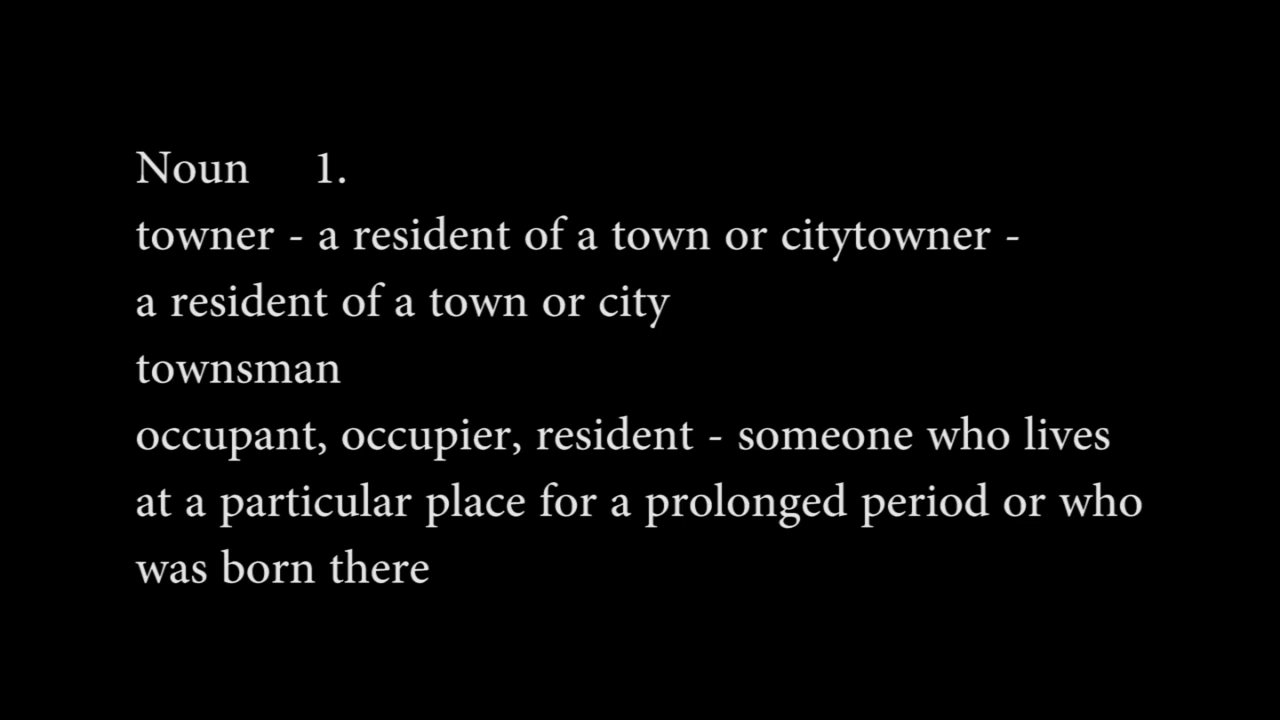 Noun 1.
towner - a resident of a town or citytowner -
a resident of a town or city
townsman
occupant, occupier, resident - someone who lives
at a particular place for a prolonged period or who
was born there